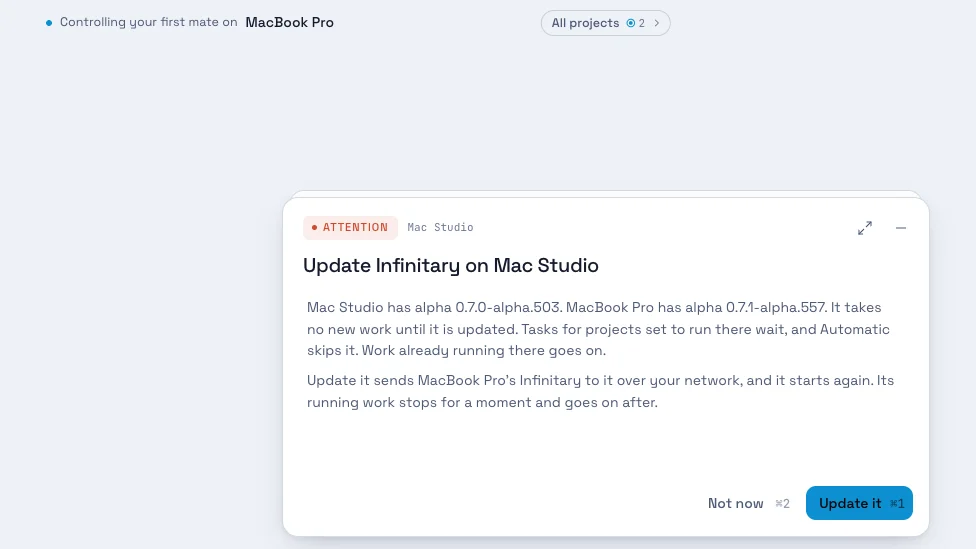 Controlling your first mate on MacBook Pro
All projects 2
ATTENTION Mac Studio
Update Infinitary on Mac Studio
Mac Studio has alpha 0.7.0-alpha.503. MacBook Pro has alpha 0.7.1-alpha.557. It takes
no new work until it is updated. Tasks for projects set to run there wait, and Automatic
skips it. Work already running there goes on.
Update it sends MacBook Pro's Infinitary to it over your network, and it starts again. Its
running work stops for a moment and goes on after.
Not now ⌘2
Update it ⌘1